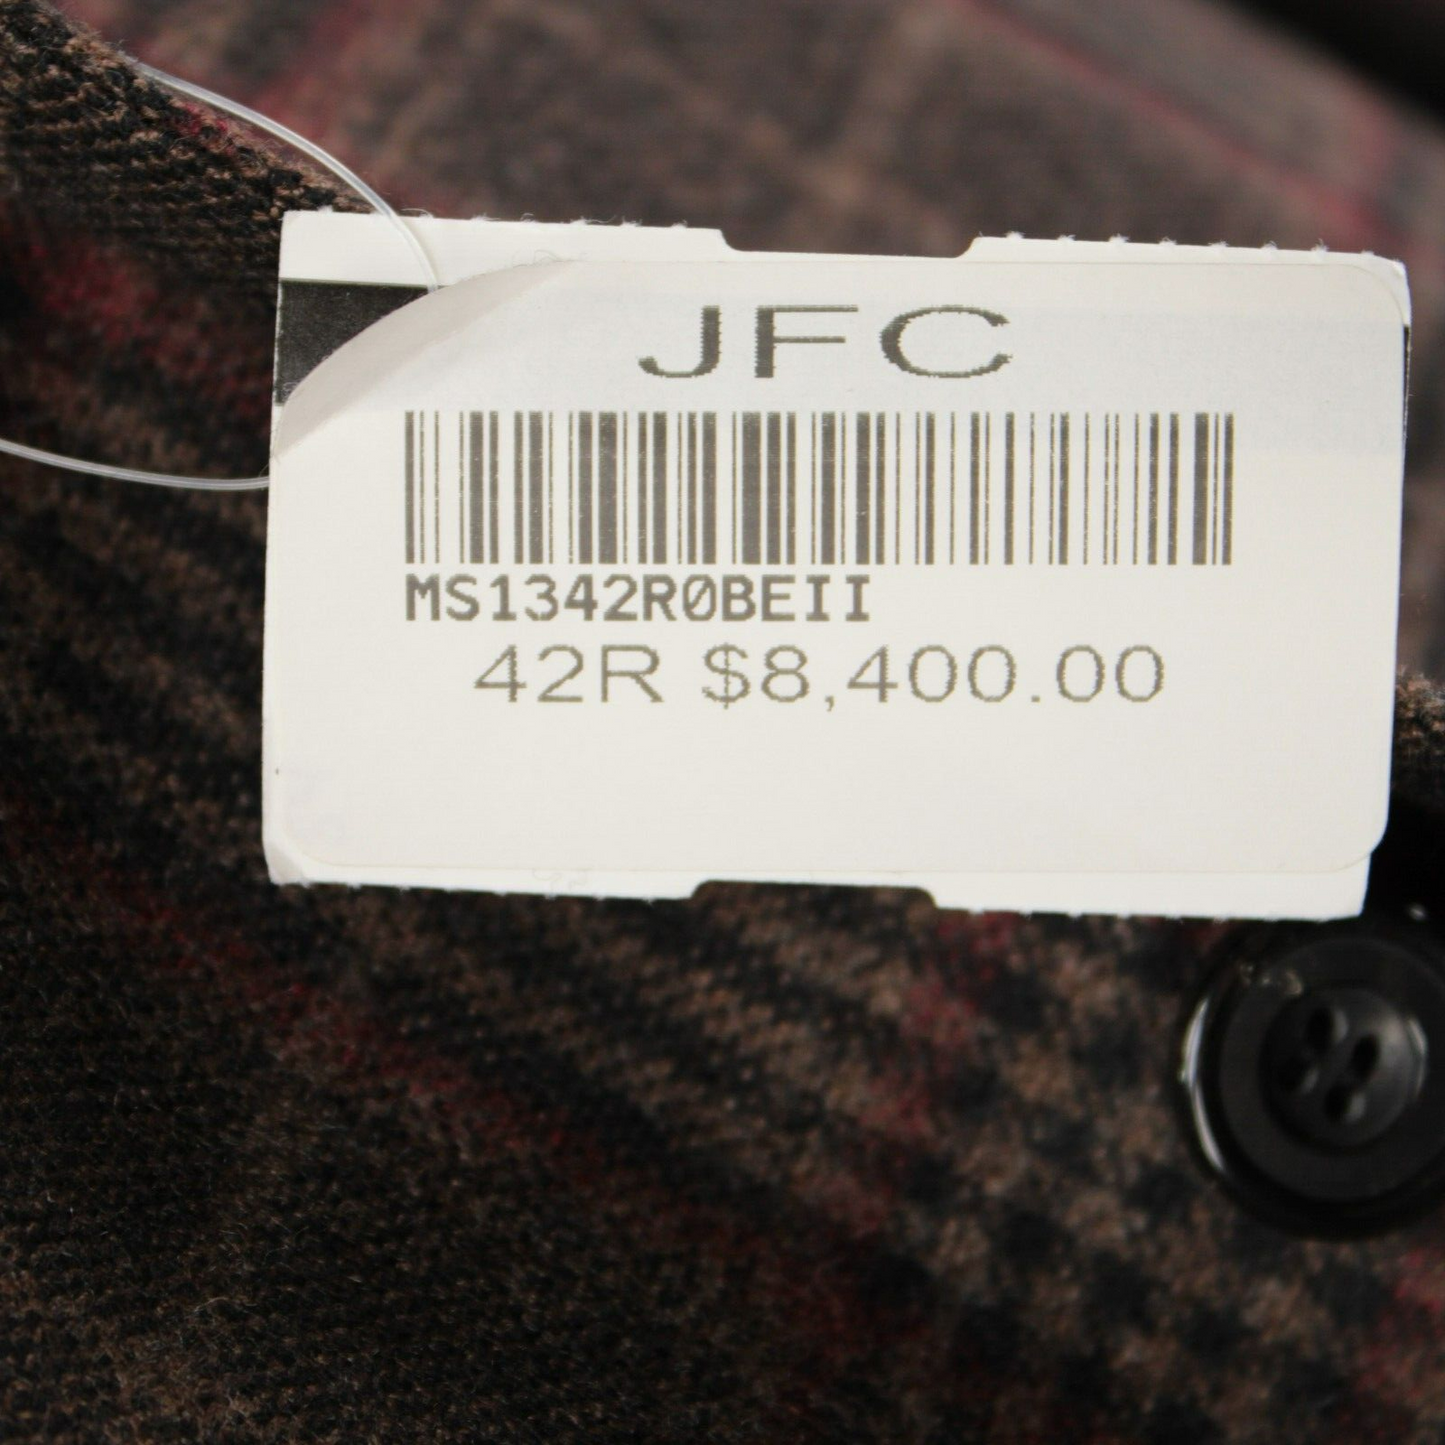 JFC
MS1342R0BEII
42R $8,400.00